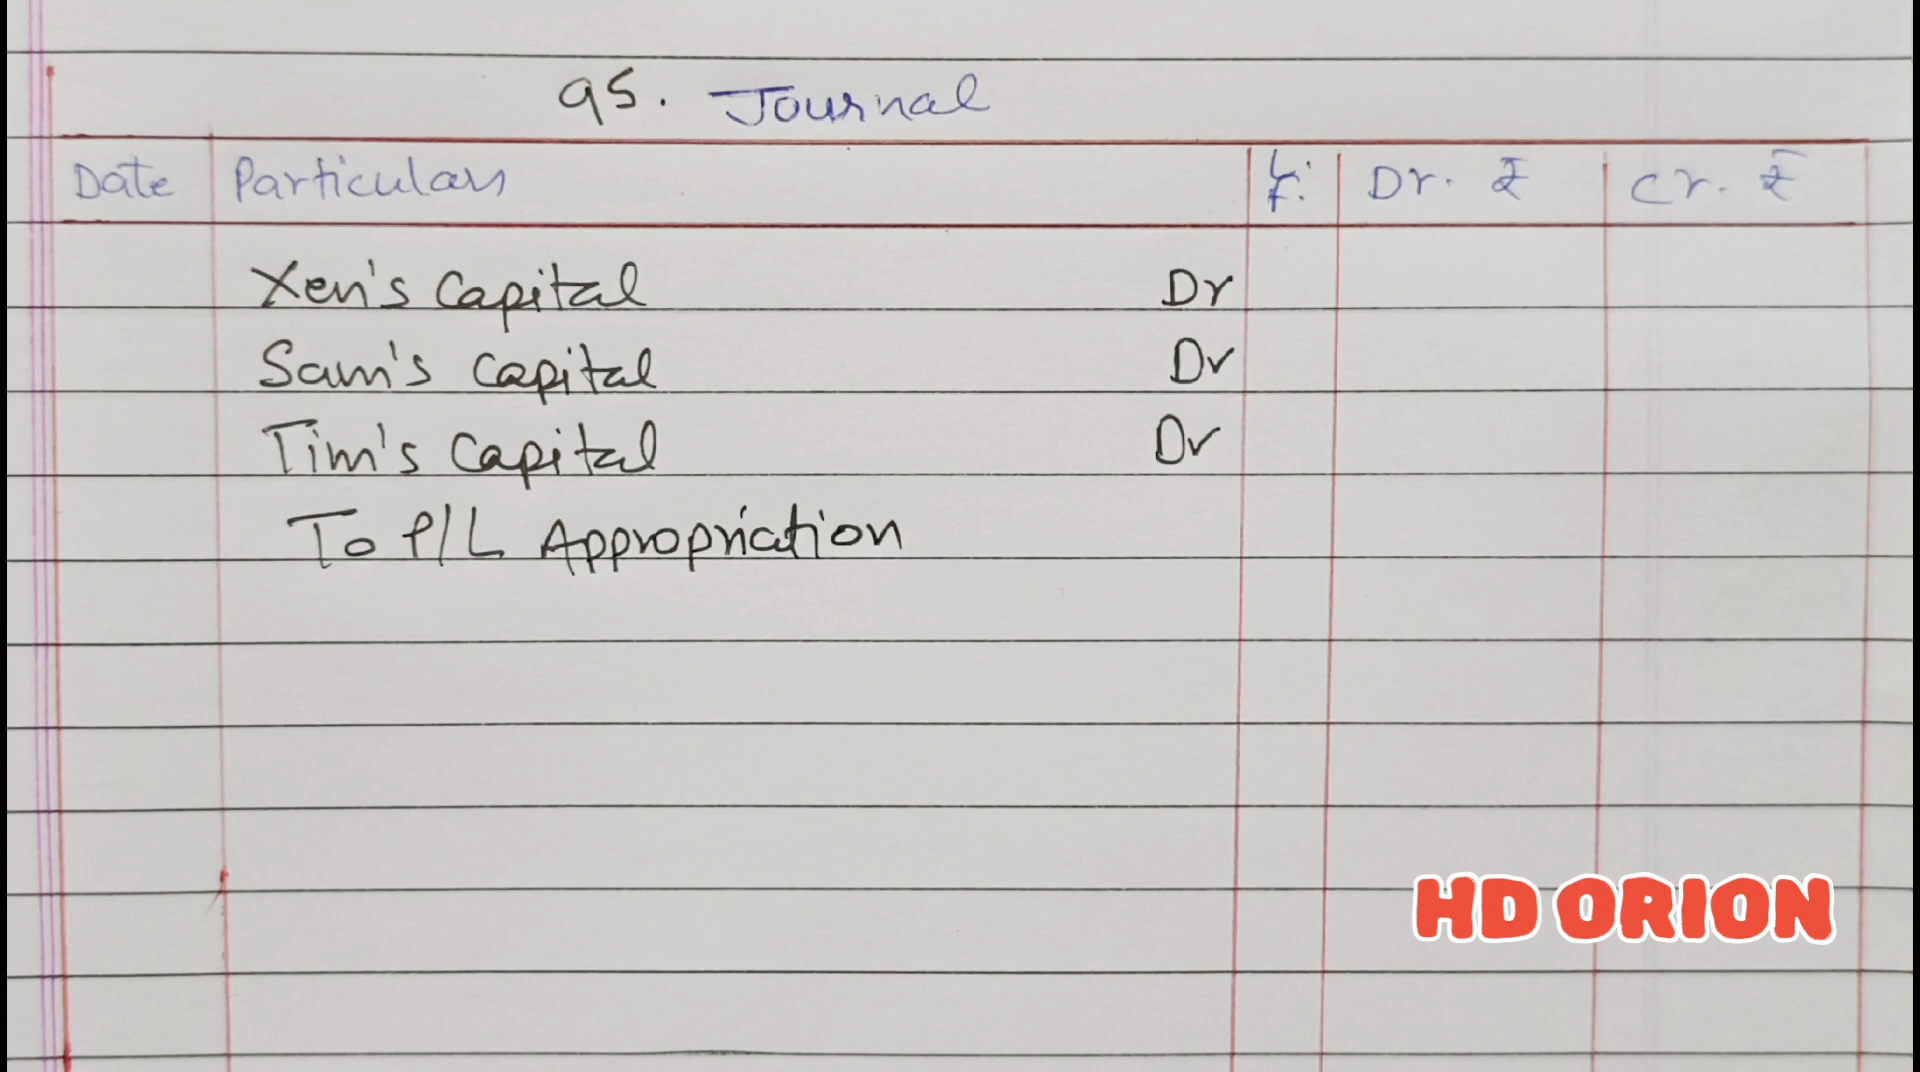 95. Journal
Date Particulars L.F. Dr. ₹ Cr. ₹
Xen's Capital Dr
Sam's Capital Dr
Tim's Capital Dr
To P/L Appropriation
HD ORION